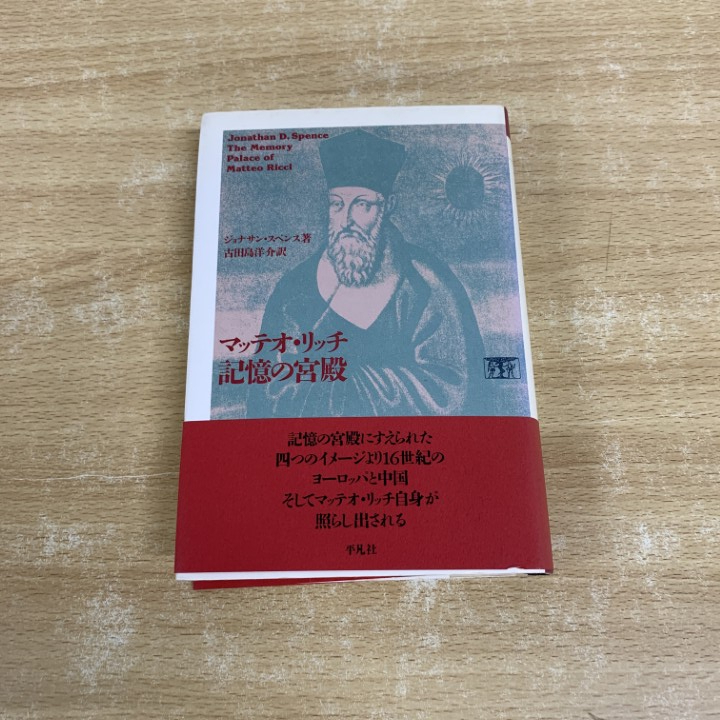 Jonathan D. Spence
The Memory
Palace of
Matteo Ricci
ジョナサン・スペンス著
古田島洋介訳
マッテオ・リッチ
記憶の宮殿
記憶の宮殿にすえられた
四つのイメージより16世紀の
ヨーロッパと中国
そしてマッテオ・リッチ自身が
照らし出される
平凡社